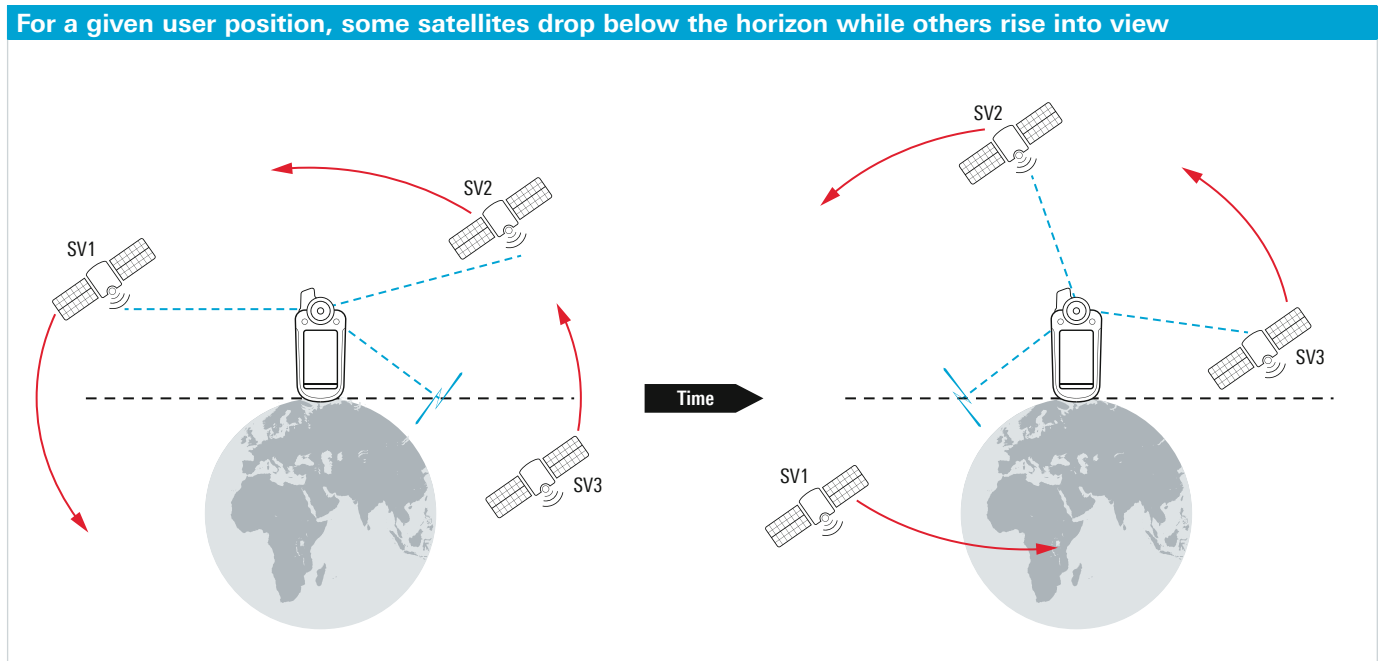 For a given user position, some satellites drop below the horizon while others rise into view
SV1
SV2
SV3
Time
SV2
SV3
SV1